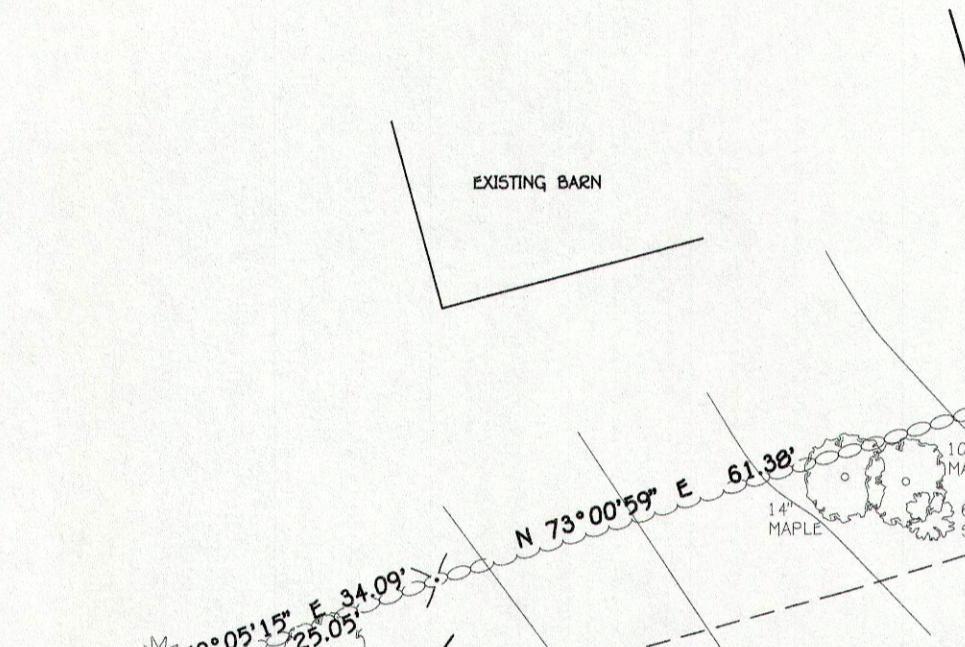 EXISTING BARN
N 73°00'59" E 61.38'
14"
MAPLE
E 34.09'
25.05'